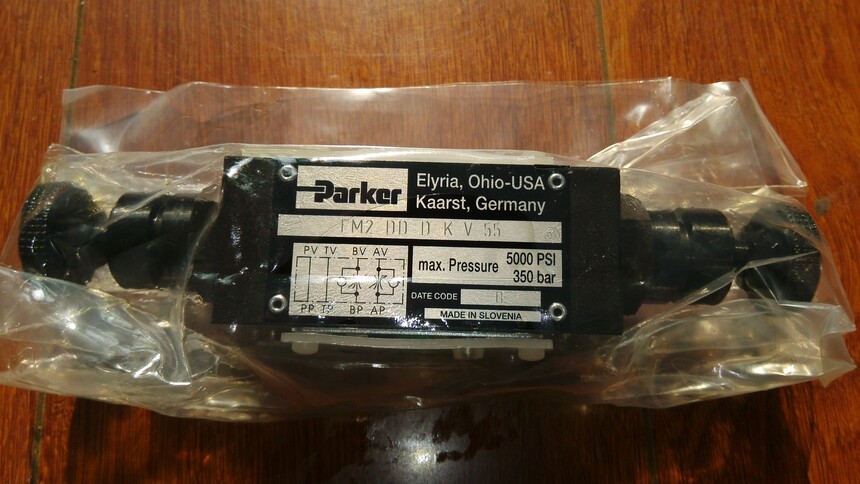 Parker
Elyria, Ohio-USA
Kaarst, Germany
FM2 DD D K V 55
PV TV BV AV
PP TP BP AP
max. Pressure 5000 PSI
350 bar
DATE CODE
MADE IN SLOVENIA